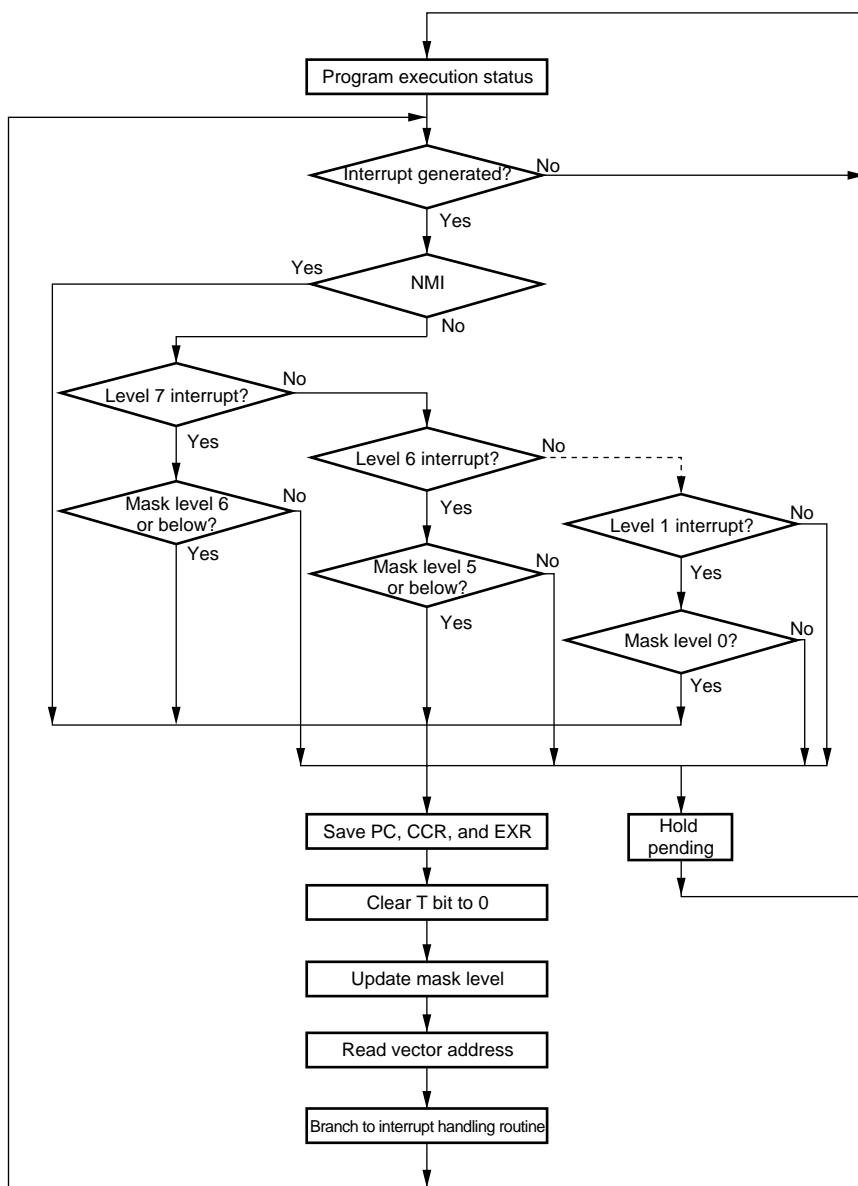 Program execution status
Interrupt generated?
No
Yes
Yes
NMI
No
Level 7 interrupt?
No
Yes
Level 6 interrupt?
No
Yes
Mask level 6
or below?
No
Yes
Level 1 interrupt?
No
Yes
Mask level 5
or below?
No
Yes
Mask level 0?
No
Yes
Save PC, CCR, and EXR
Hold
pending
Clear T bit to 0
Update mask level
Read vector address
Branch to interrupt handling routine